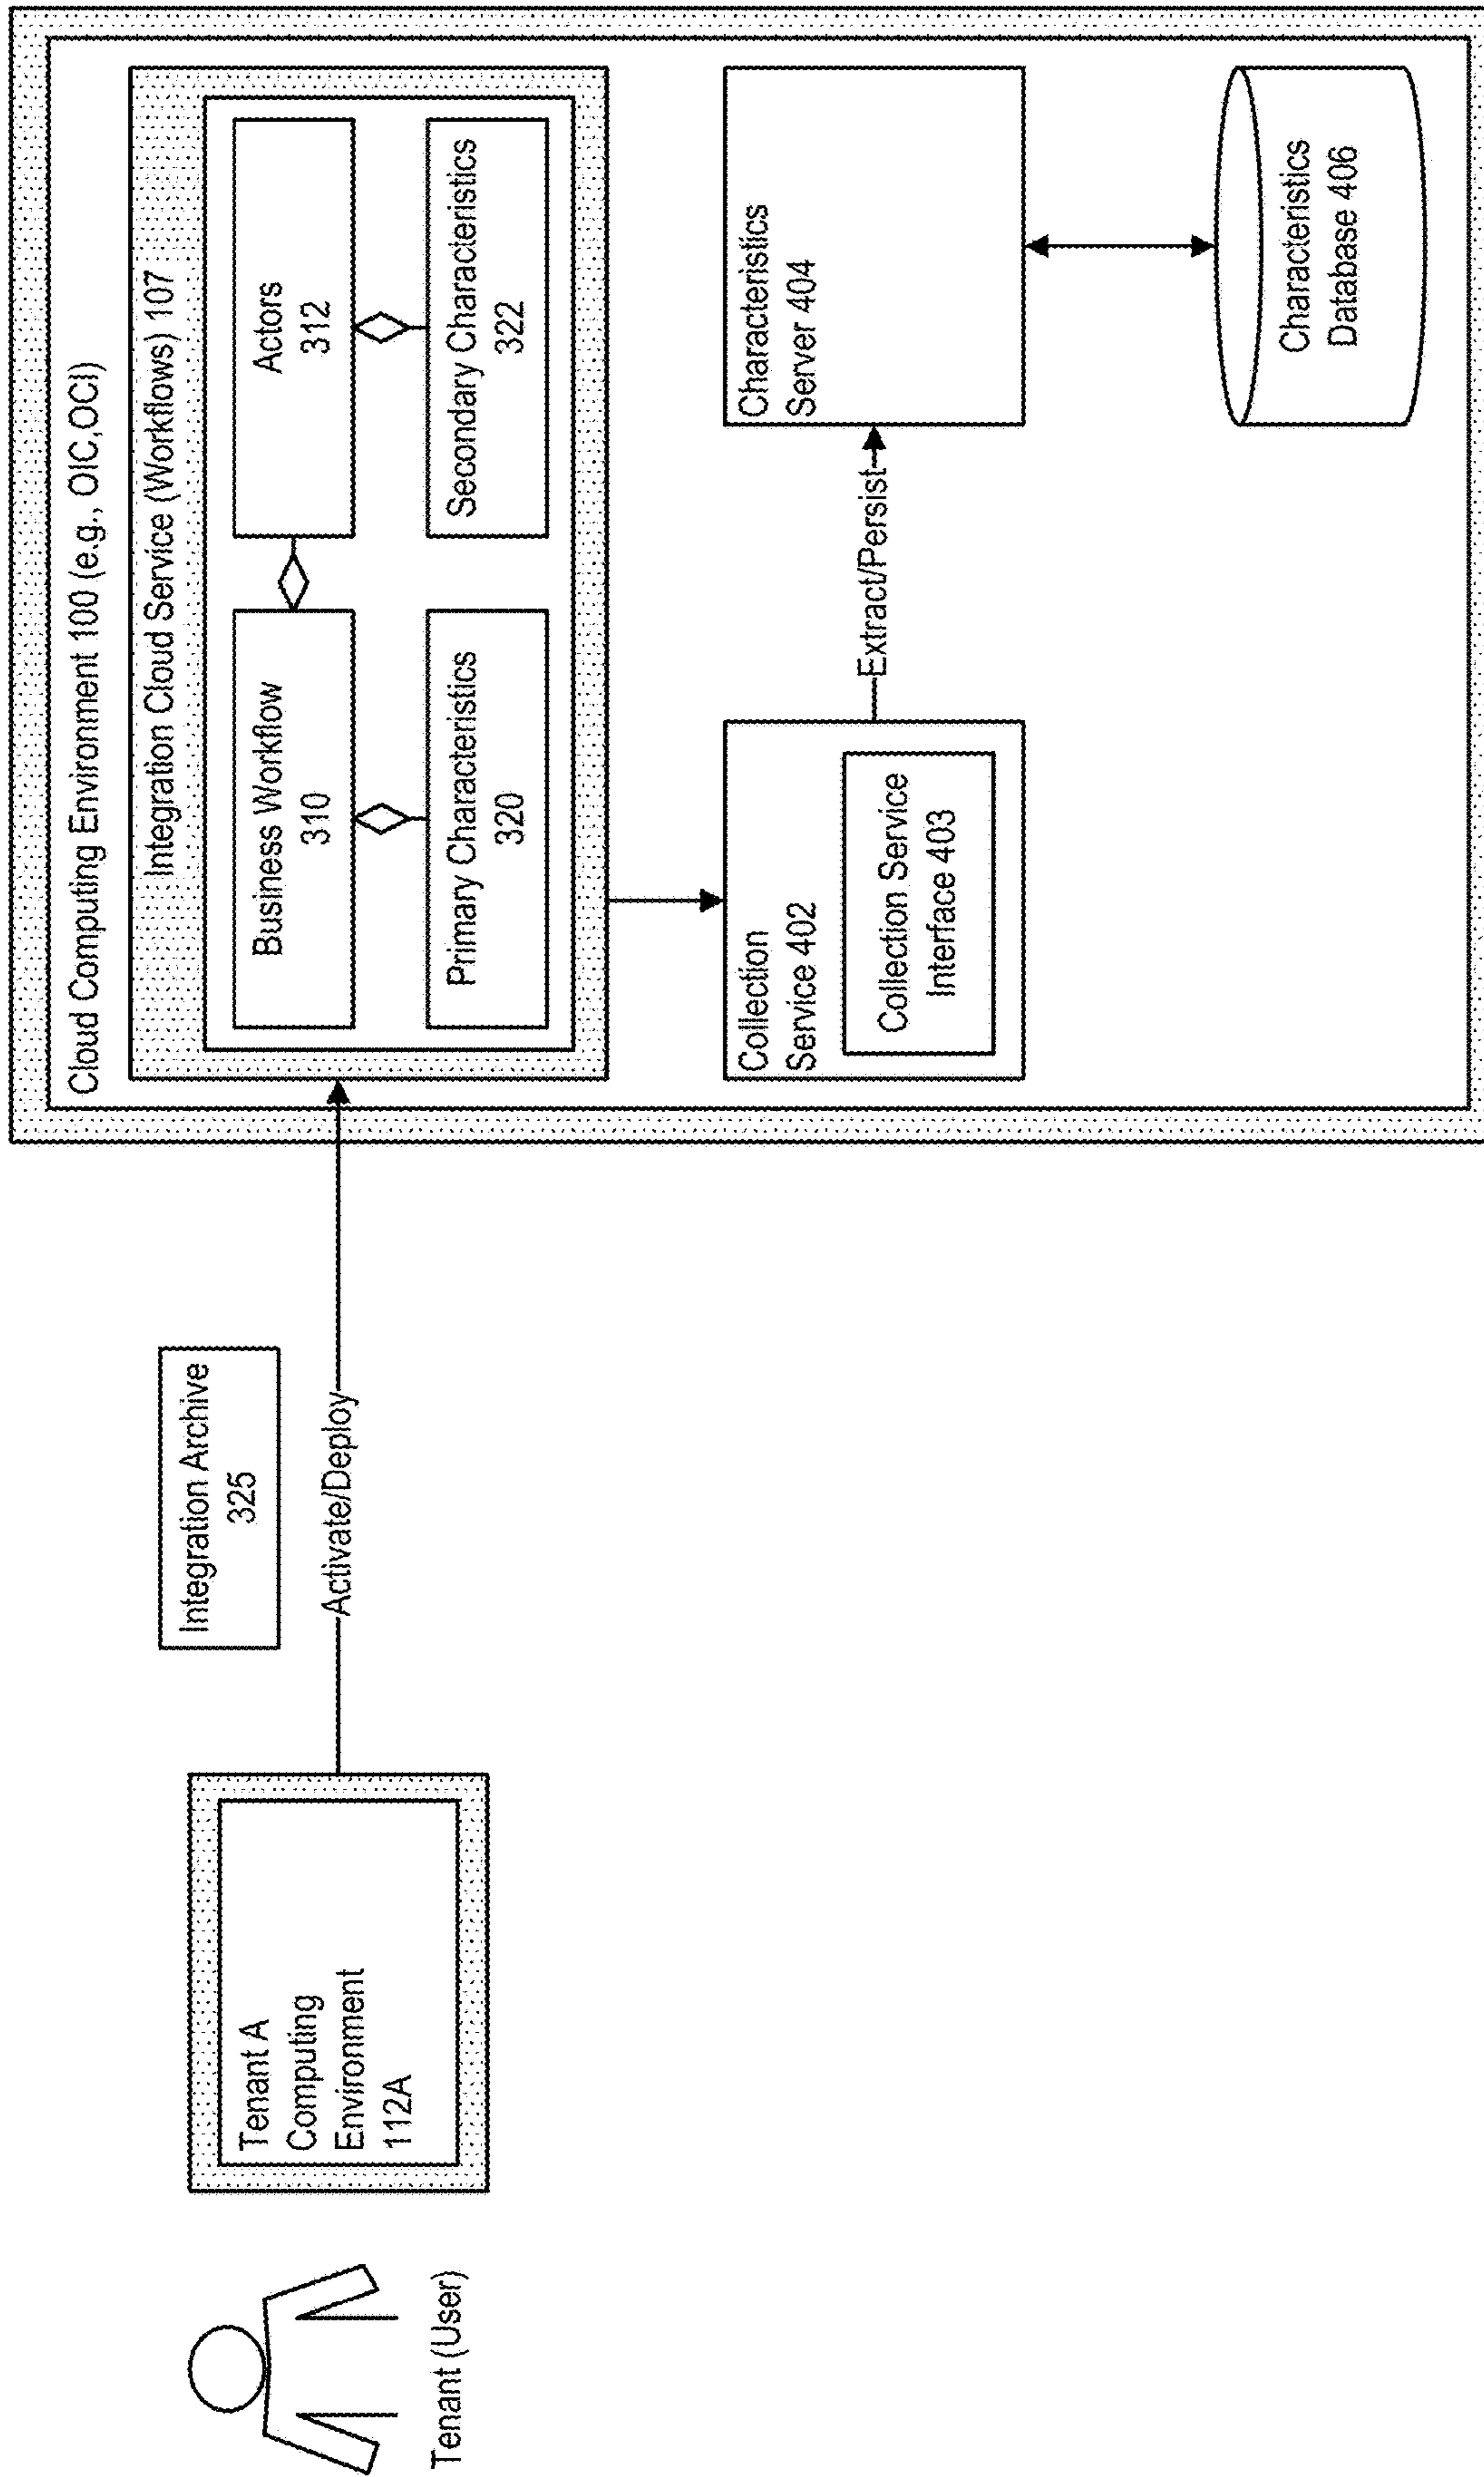 Cloud Computing Environment 100 (e.g., OIC,OCI)
Integration Cloud Service (Workflows) 107
Business Workflow
310
Actors
312
Primary Characteristics
320
Secondary Characteristics
322
Integration Archive
325
Activate/Deploy
Tenant A
Computing
Environment
112A
Tenant (User)
Collection
Service 402
Collection Service
Interface 403
Extract/Persist
Characteristics
Server 404
Characteristics
Database 406